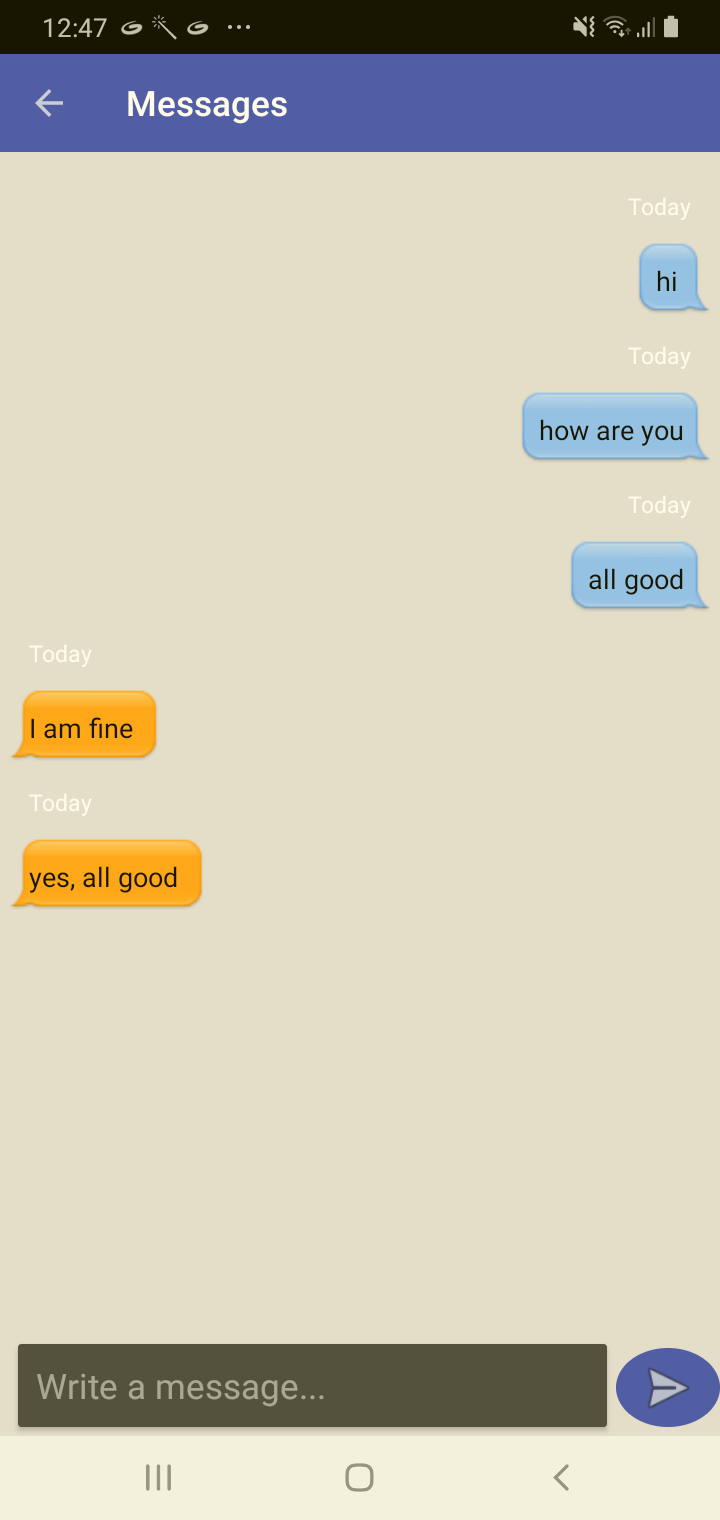 12:47
Messages
Today
hi
Today
how are you
Today
all good
Today
I am fine
Today
yes, all good
Write a message...